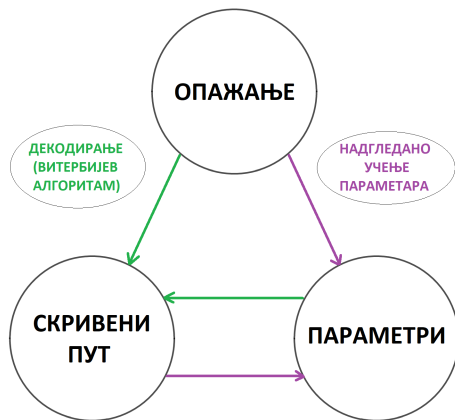 ОПАЖАЊЕ
ДЕКОДИРАЊЕ
(ВИТЕРБИЈЕВ
АЛГОРИТАМ)
НАДГЛЕДАНО
УЧЕЊЕ
ПАРАМЕТАРА
СКРИВЕНИ
ПУТ
ПАРАМЕТРИ